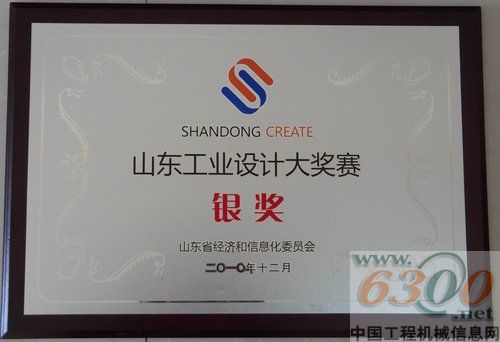 SHANDONG CREATE
山东工业设计大奖赛
银奖
山东省经济和信息化委员会
二〇一〇年十二月
www.
6300
.net
中国工程机械信息网